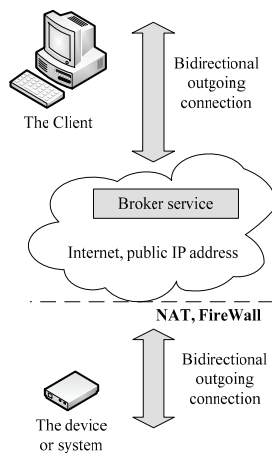 Bidirectional
outgoing
connection
The Client
Broker service
Internet, public IP address
NAT, FireWall
Bidirectional
outgoing
connection
The device
or system